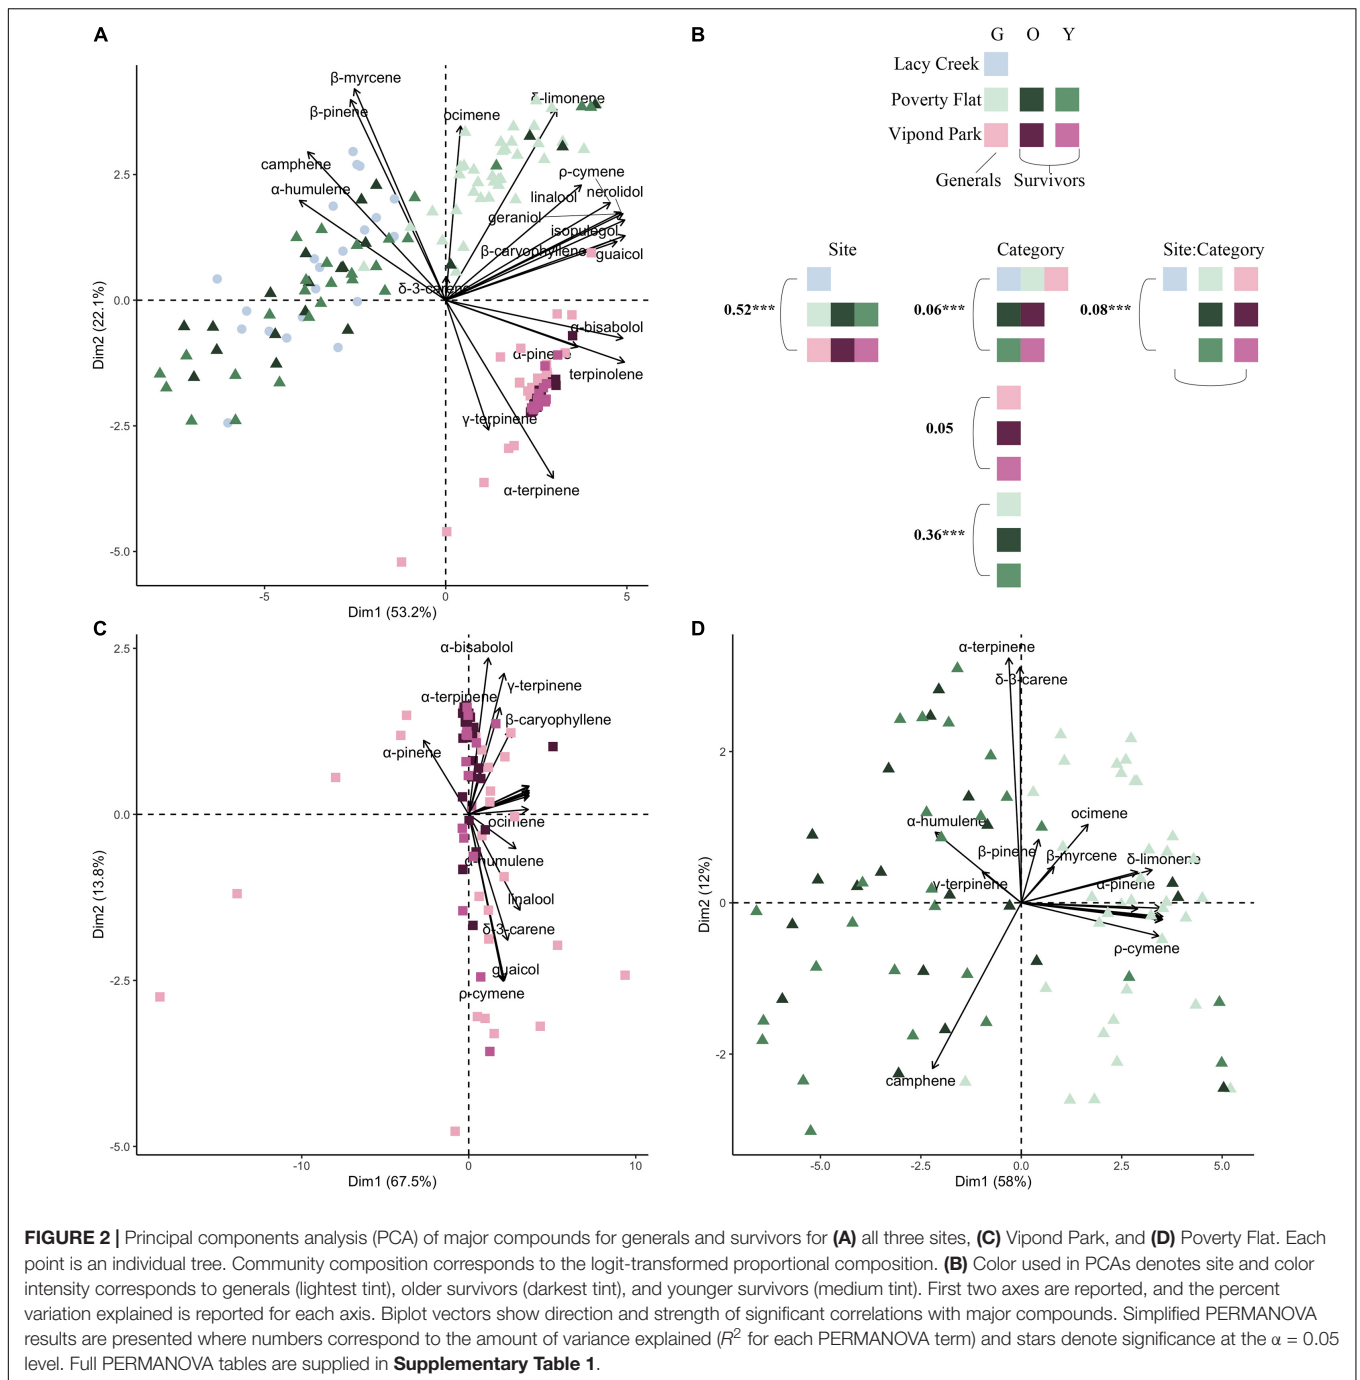 A
β-myrcene
β-pinene
ocimene
δ-limonene
camphene
α-humulene
ρ-cymene
linalool
nerolidol
geraniol
isopulegol
β-caryophyllene
guaicol
δ-3-carene
α-bisabolol
α-pinene
terpinolene
γ-terpinene
α-terpinene
2.5
0.0
-2.5
-5.0
-5
0
5
Dim2 (22.1%)
Dim1 (53.2%)
B
G O Y
Lacy Creek
Poverty Flat
Vipond Park
Generals Survivors
Site Category Site:Category
0.52*** 0.06*** 0.08***
0.05
0.36***
C
α-bisabolol
γ-terpinene
α-terpinene
β-caryophyllene
α-pinene
ocimene
α-humulene
linalool
δ-3-carene
guaicol
ρ-cymene
2.5
0.0
-2.5
-5.0
-10
0
10
Dim2 (13.8%)
Dim1 (67.5%)
D
α-terpinene
δ-3-carene
ocimene
α-humulene
β-pinene
β-myrcene
δ-limonene
γ-terpinene
α-pinene
ρ-cymene
camphene
2
0
-2
-5.0
-2.5
0.0
2.5
5.0
Dim2 (12%)
Dim1 (58%)
FIGURE 2 | Principal components analysis (PCA) of major compounds for generals and survivors for (A) all three sites, (C) Vipond Park, and (D) Poverty Flat. Each
point is an individual tree. Community composition corresponds to the logit-transformed proportional composition. (B) Color used in PCAs denotes site and color
intensity corresponds to generals (lightest tint), older survivors (darkest tint), and younger survivors (medium tint). First two axes are reported, and the percent
variation explained is reported for each axis. Biplot vectors show direction and strength of significant correlations with major compounds. Simplified PERMANOVA
results are presented where numbers correspond to the amount of variance explained (R² for each PERMANOVA term) and stars denote significance at the α = 0.05
level. Full PERMANOVA tables are supplied in Supplementary Table 1.